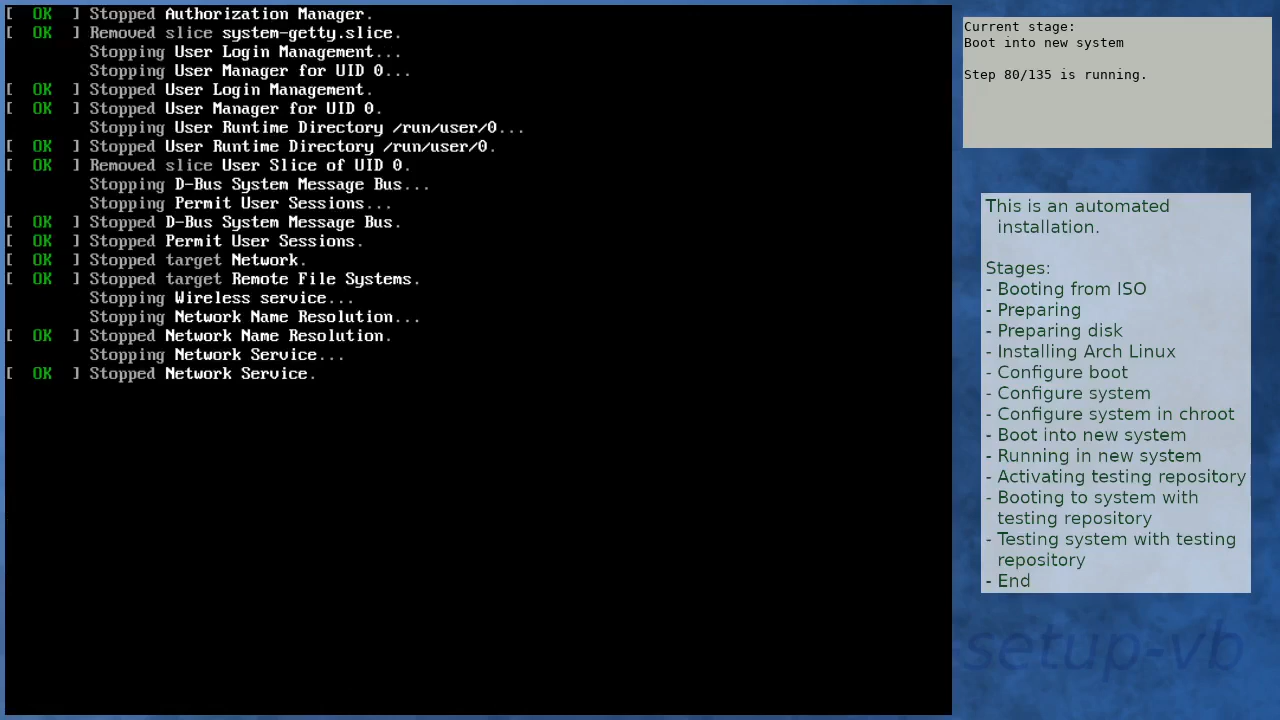 [  OK  ] Stopped Authorization Manager.
[  OK  ] Removed slice system-getty.slice.
Stopping User Login Management...
Stopping User Manager for UID 0...
[  OK  ] Stopped User Login Management.
[  OK  ] Stopped User Manager for UID 0.
Stopping User Runtime Directory /run/user/0...
[  OK  ] Stopped User Runtime Directory /run/user/0.
[  OK  ] Removed slice User Slice of UID 0.
Stopping D-Bus System Message Bus...
Stopping Permit User Sessions...
[  OK  ] Stopped D-Bus System Message Bus.
[  OK  ] Stopped Permit User Sessions.
[  OK  ] Stopped target Network.
[  OK  ] Stopped target Remote File Systems.
Stopping Wireless service...
Stopping Network Name Resolution...
[  OK  ] Stopped Network Name Resolution.
Stopping Network Service...
[  OK  ] Stopped Network Service.
Current stage:
Boot into new system
Step 80/135 is running.
This is an automated
installation.
Stages:
- Booting from ISO
- Preparing
- Preparing disk
- Installing Arch Linux
- Configure boot
- Configure system
- Configure system in chroot
- Boot into new system
- Running in new system
- Activating testing repository
- Booting to system with
testing repository
- Testing system with testing
repository
- End
setup-vb